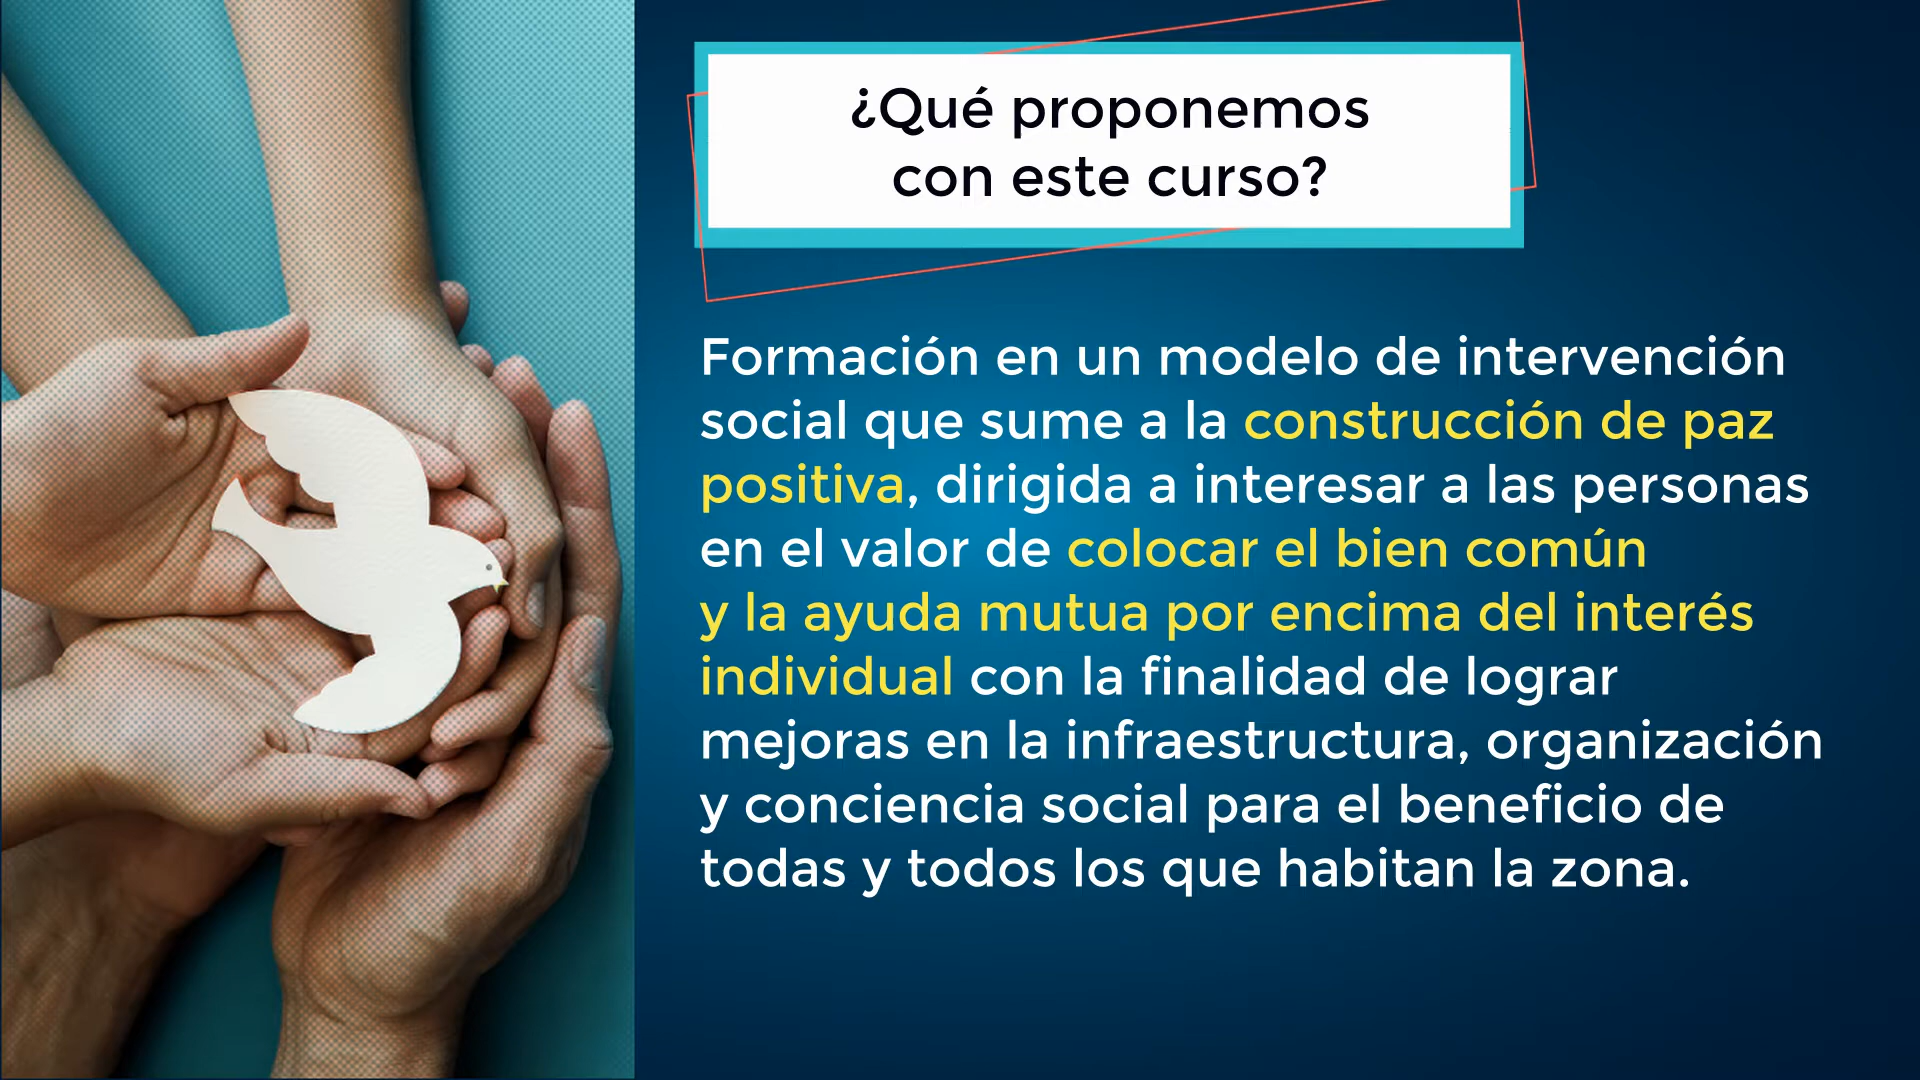 ¿Qué proponemos
con este curso?
Formación en un modelo de intervención
social que sume a la construcción de paz
positiva, dirigida a interesar a las personas
en el valor de colocar el bien común
y la ayuda mutua por encima del interés
individual con la finalidad de lograr
mejoras en la infraestructura, organización
y conciencia social para el beneficio de
todas y todos los que habitan la zona.